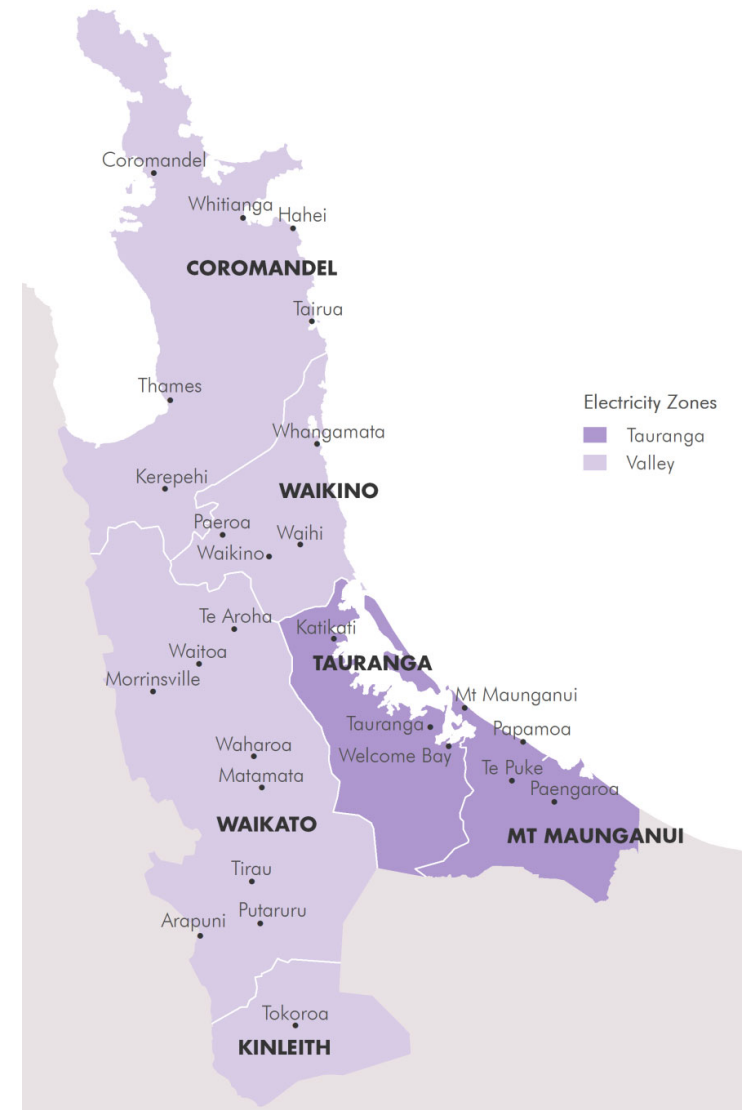 Coromandel
Whitianga
Hahei
COROMANDEL
Tairua
Thames
Electricity Zones
Tauranga
Valley
Whangamata
Kerepehi
WAIKINO
Paeroa
Waihi
Waikino
Te Aroha
Katikati
Waitoa
TAURANGA
Morrinsville
Mt Maunganui
Tauranga
Papamoa
Waharoa
Welcome Bay
Te Puke
Matamata
Paengaroa
WAIKATO
MT MAUNGANUI
Tirau
Putaruru
Arapuni
Tokoroa
KINLEITH